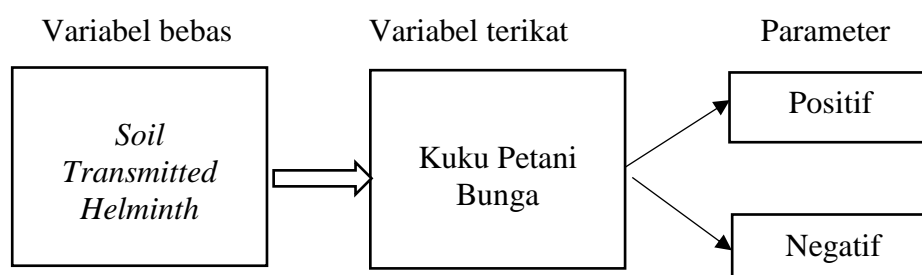 Variabel bebas
Variabel terikat
Parameter
Soil
Transmitted
Helminth
Kuku Petani
Bunga
Positif
Negatif